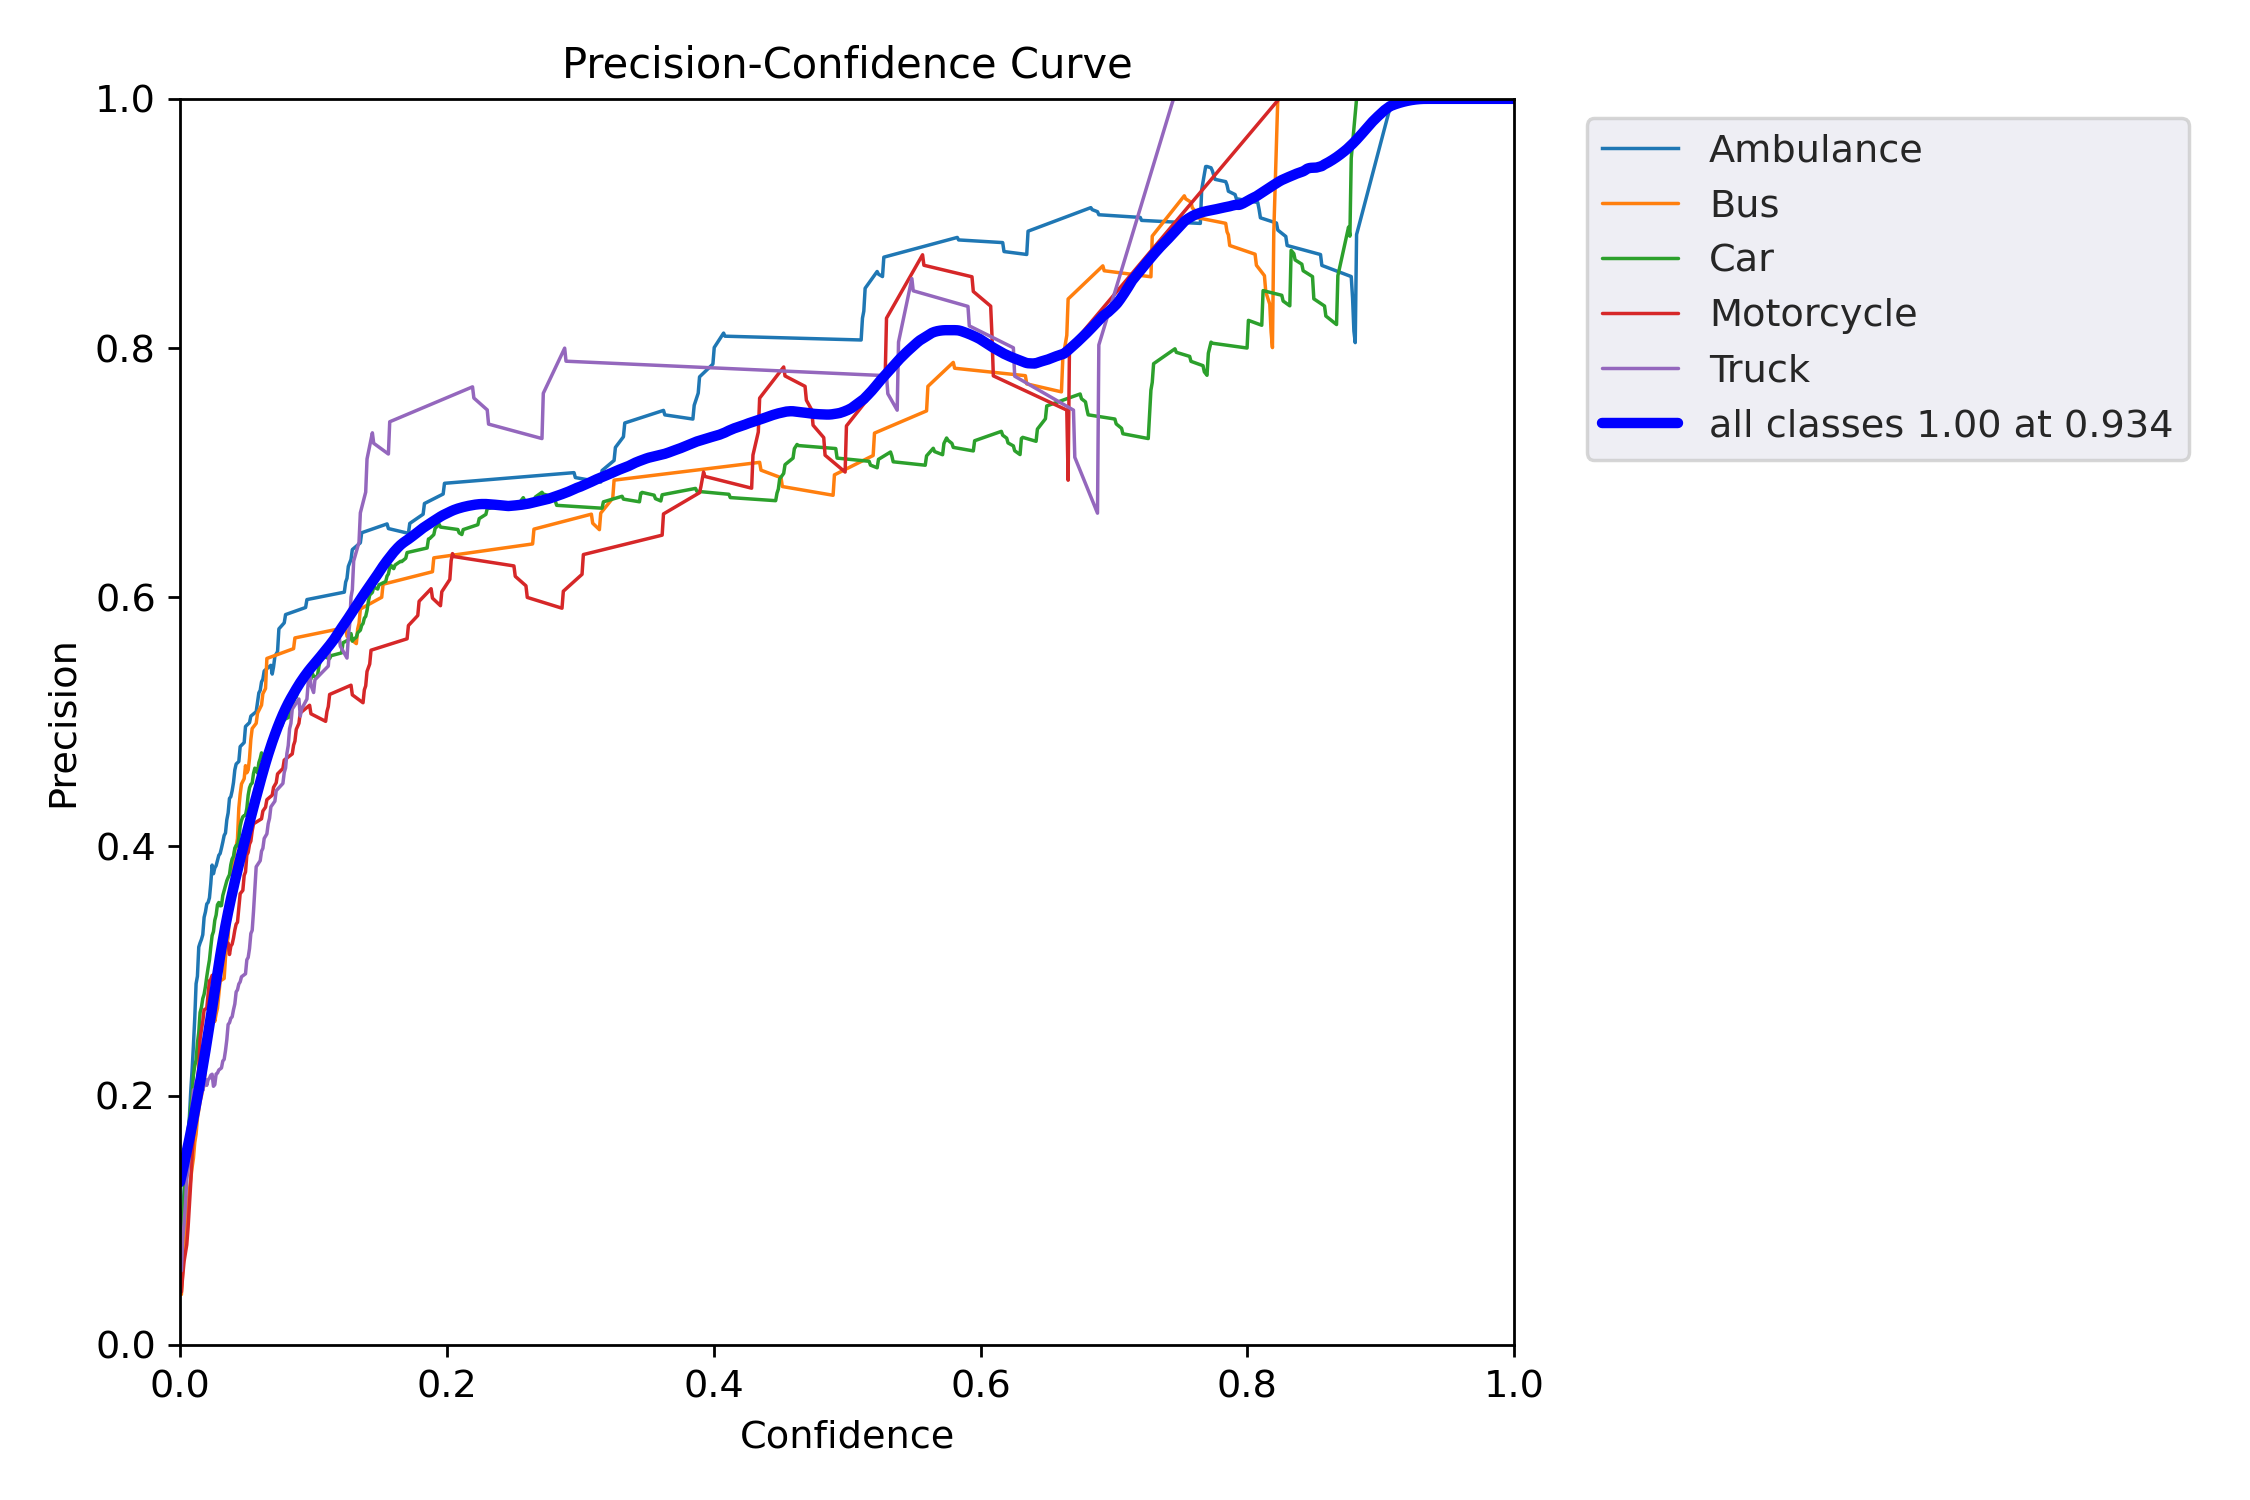 Precision-Confidence Curve
1.0
0.8
0.6
0.4
0.2
0.0
Precision
0.0 0.2 0.4 0.6 0.8 1.0
Confidence
Ambulance
Bus
Car
Motorcycle
Truck
all classes 1.00 at 0.934